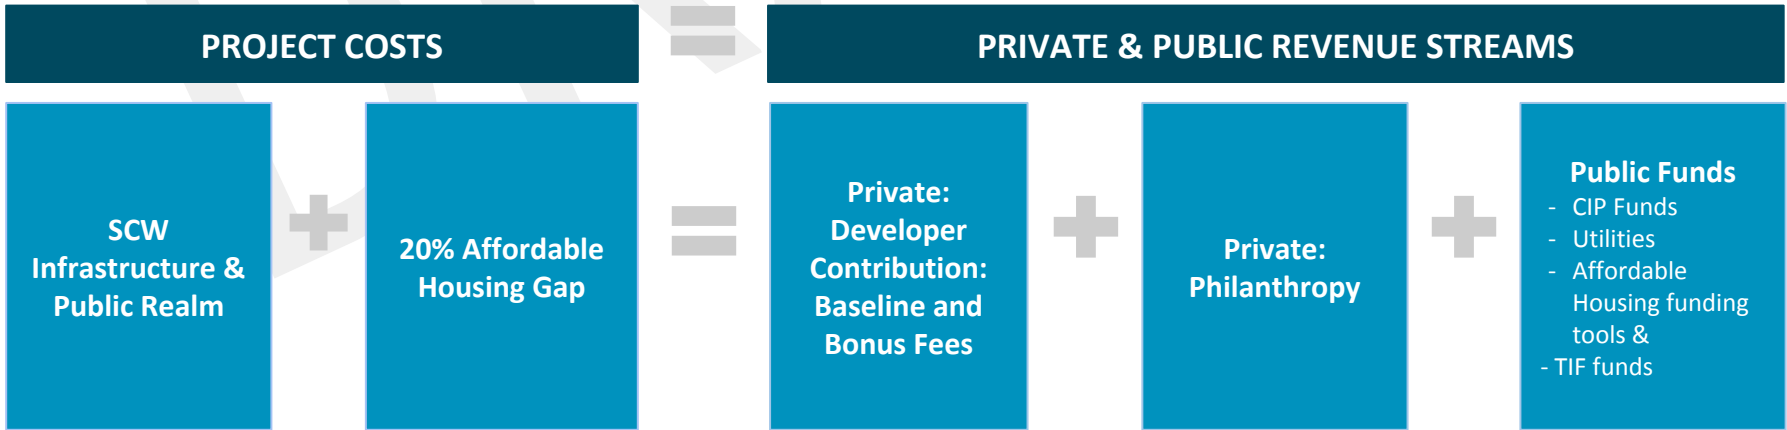 PROJECT COSTS
PRIVATE & PUBLIC REVENUE STREAMS
SCW
Infrastructure &
Public Realm
20% Affordable
Housing Gap
Private:
Developer
Contribution:
Baseline and
Bonus Fees
Private:
Philanthropy
Public Funds
- CIP Funds
- Utilities
- Affordable
Housing funding
tools &
- TIF funds